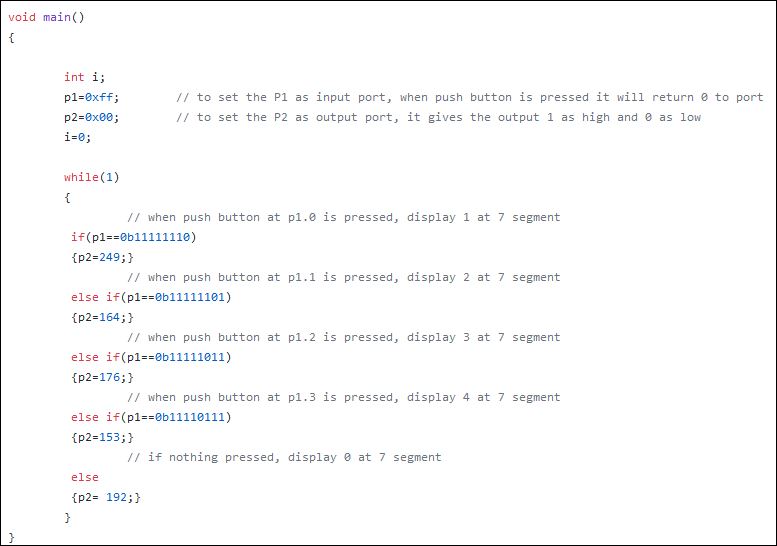 void main()
{
int i;
p1=0xff; // to set the P1 as input port, when push button is pressed it will return 0 to port
p2=0x00; // to set the P2 as output port, it gives the output 1 as high and 0 as low
i=0;
while(1)
{
// when push button at p1.0 is pressed, display 1 at 7 segment
if(p1==0b11111110)
{p2=249;}
// when push button at p1.1 is pressed, display 2 at 7 segment
else if(p1==0b11111101)
{p2=164;}
// when push button at p1.2 is pressed, display 3 at 7 segment
else if(p1==0b11111011)
{p2=176;}
// when push button at p1.3 is pressed, display 4 at 7 segment
else if(p1==0b11110111)
{p2=153;}
// if nothing pressed, display 0 at 7 segment
else
{p2= 192;}
}
}